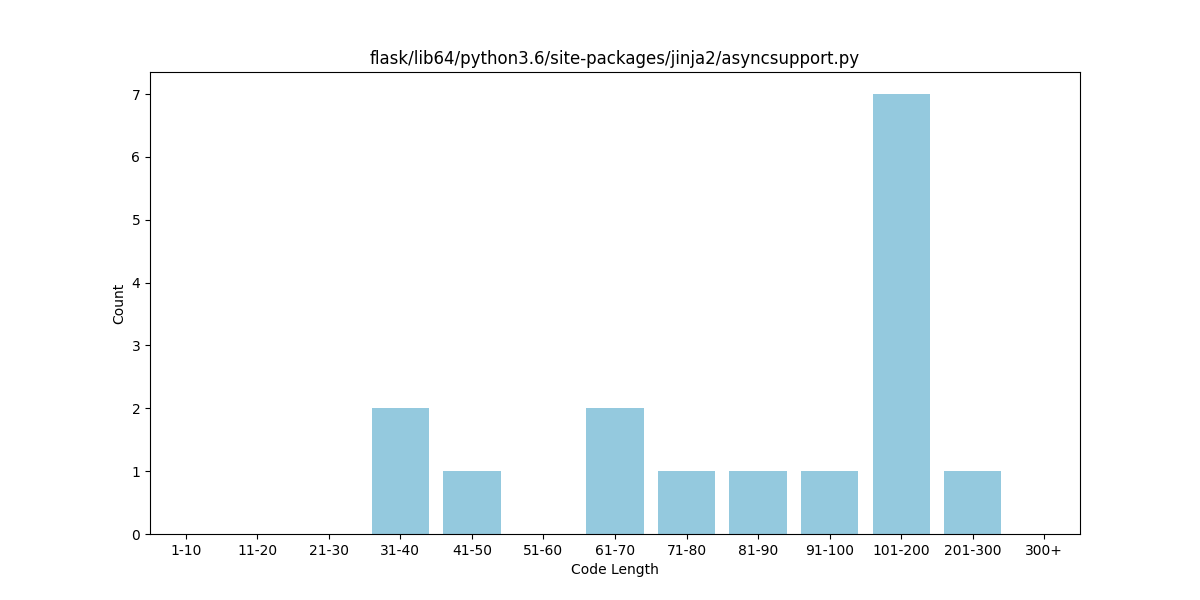 flask/lib64/python3.6/site-packages/jinja2/asyncsupport.py
7
6
5
4
3
2
1
0
Count
1-10 11-20 21-30 31-40 41-50 51-60 61-70 71-80 81-90 91-100 101-200 201-300 300+
Code Length